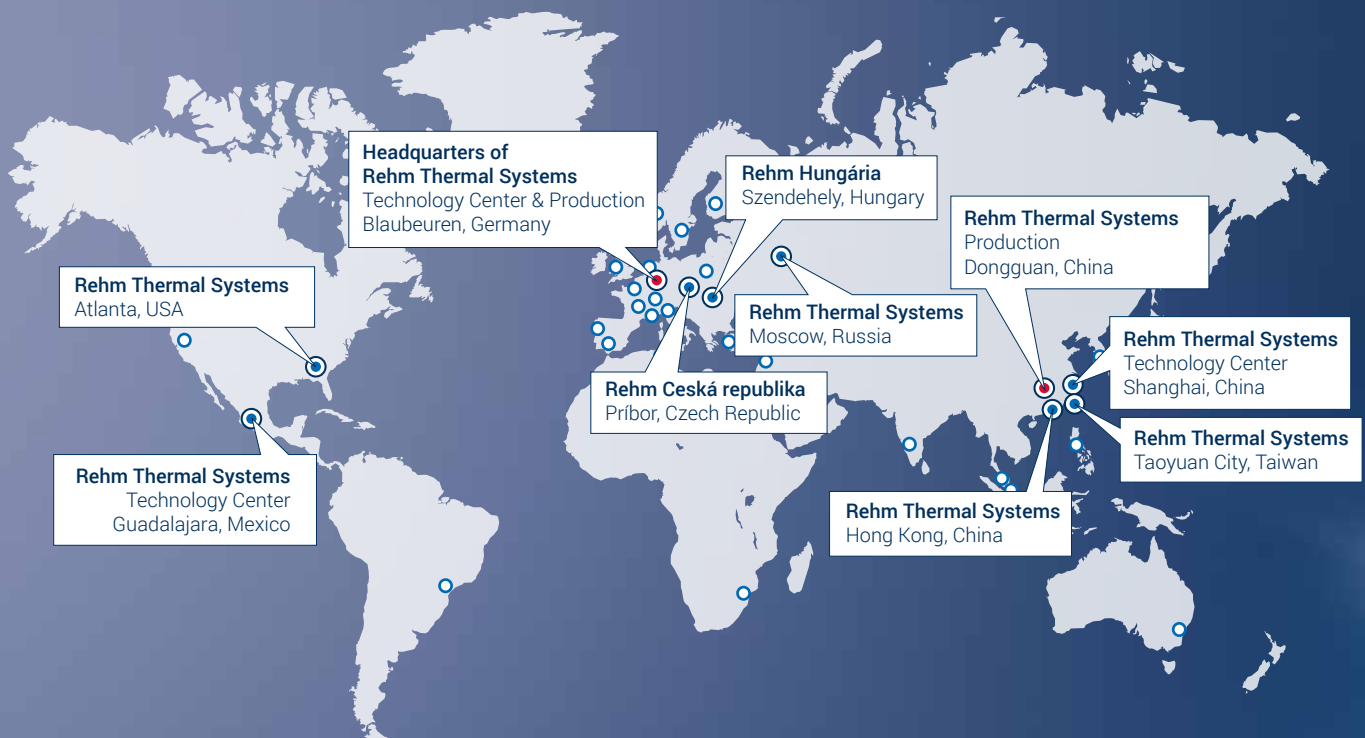 Headquarters of
Rehm Thermal Systems
Technology Center & Production
Blaubeuren, Germany
Rehm Hungária
Szendehely, Hungary
Rehm Thermal Systems
Production
Dongguan, China
Rehm Thermal Systems
Atlanta, USA
Rehm Thermal Systems
Moscow, Russia
Rehm Thermal Systems
Technology Center
Shanghai, China
Rehm Ceská republika
Príbor, Czech Republic
Rehm Thermal Systems
Taoyuan City, Taiwan
Rehm Thermal Systems
Technology Center
Guadalajara, Mexico
Rehm Thermal Systems
Hong Kong, China